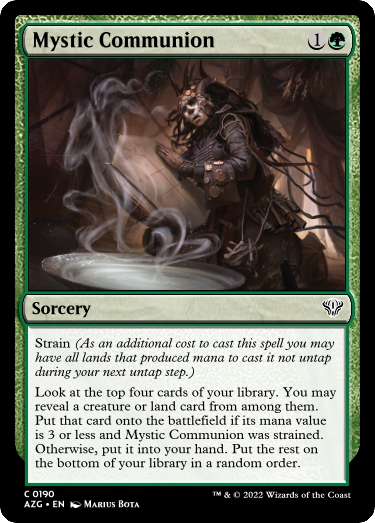 Mystic Communion 1
Sorcery
Strain (As an additional cost to cast this spell you may
have all lands that produced mana to cast it not untap
during your next untap step.)
Look at the top four cards of your library. You may
reveal a creature or land card from among them.
Put that card onto the battlefield if its mana value
is 3 or less and Mystic Communion was strained.
Otherwise, put it into your hand. Put the rest on
the bottom of your library in a random order.
C 0190
AZG • EN Marius Bota
™ & © 2022 Wizards of the Coast